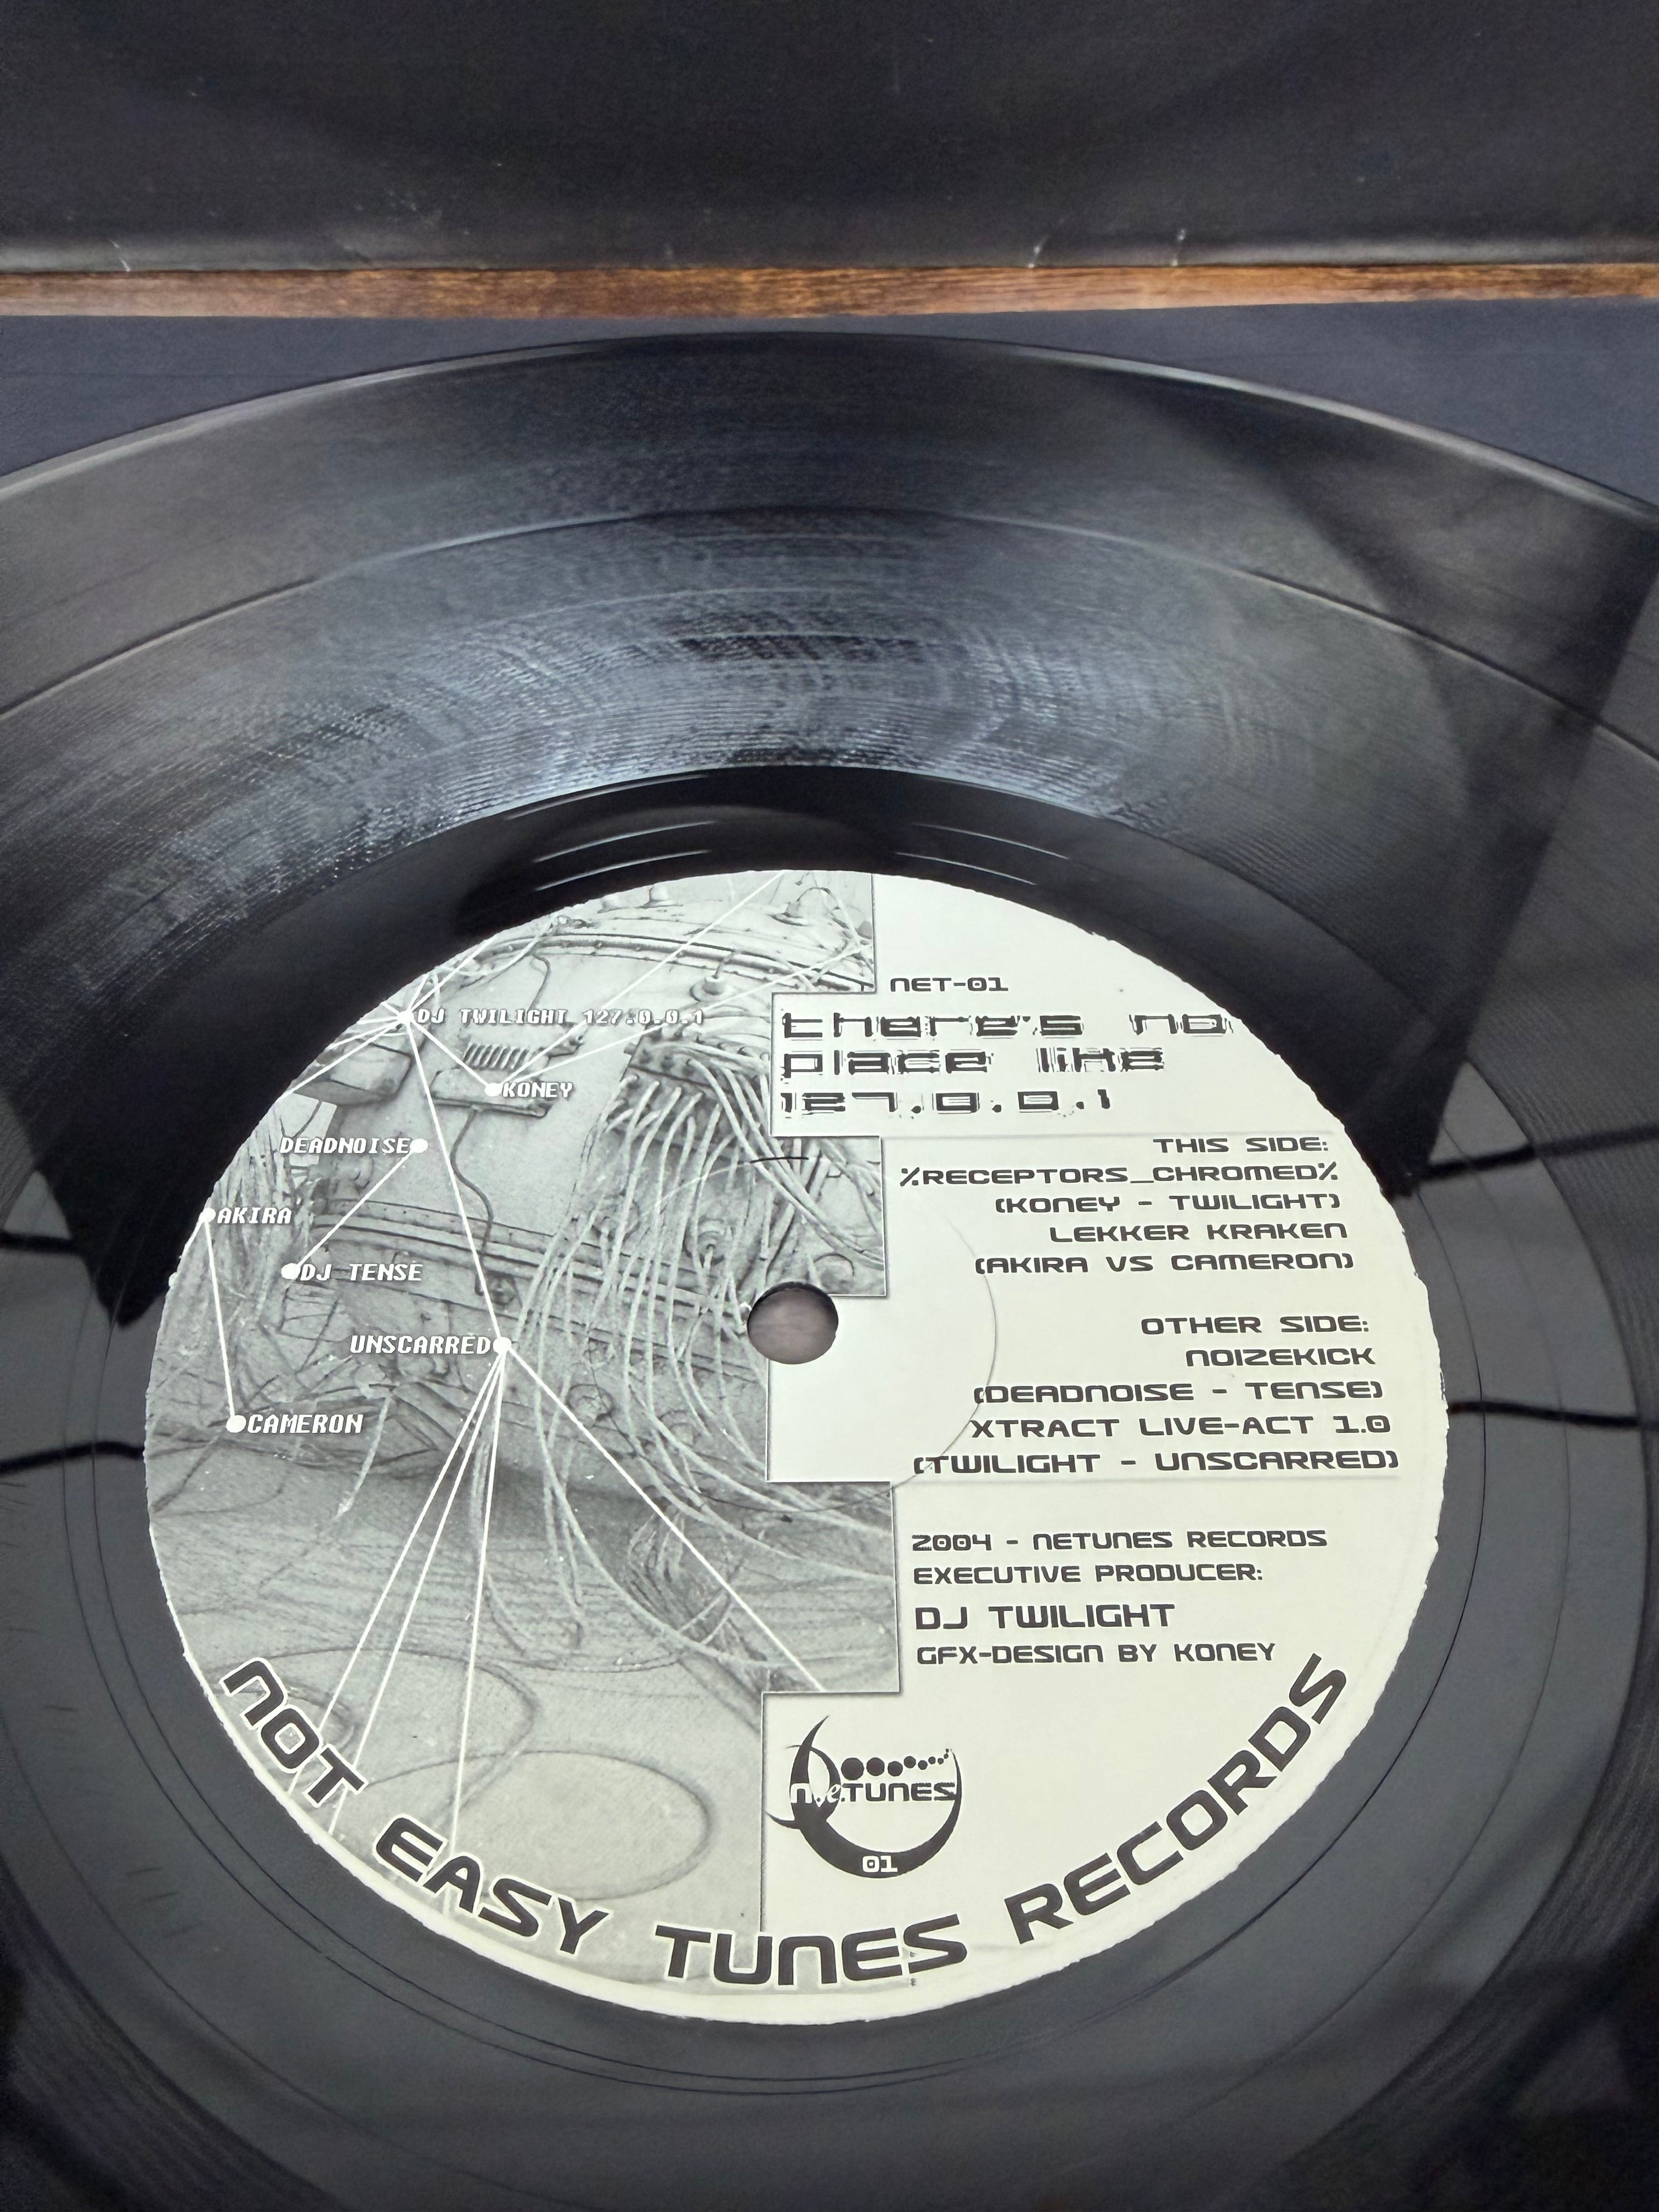 NET-01
there's no
place like
127.0.0.1
THIS SIDE:
%RECEPTORS_CHROMED%
(KONEY - TWILIGHT)
LEKKER KRAKEN
(AKIRA VS CAMERON)
OTHER SIDE:
NOIZEKICK
(DEADNOISE - TENSE)
XTRACT LIVE-ACT 1.0
(TWILIGHT - UNSCARRED)
2004 - NETUNES RECORDS
EXECUTIVE PRODUCER:
DJ TWILIGHT
GFX-DESIGN BY KONEY
DJ TWILIGHT 127.0.0.1
KONEY
DEADNOISE
AKIRA
DJ TENSE
UNSCARRED
CAMERON
n.e.TUNES
01
NOT EASY TUNES RECORDS